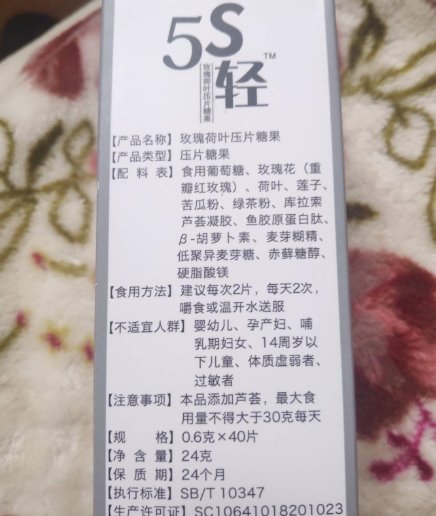 5S轻™
玫瑰荷叶压片糖果
【产品名称】玫瑰荷叶压片糖果
【产品类型】压片糖果
【配 料 表】食用葡萄糖、玫瑰花（重
瓣红玫瑰）、荷叶、莲子、
苦瓜粉、绿茶粉、库拉索
芦荟凝胶、鱼胶原蛋白肽、
β-胡萝卜素、麦芽糊精、
低聚异麦芽糖、赤藓糖醇、
硬脂酸镁
【食用方法】建议每次2片，每天2次，
嚼食或温开水送服
【不适宜人群】婴幼儿、孕产妇、哺
乳期妇女、14周岁以
下儿童、体质虚弱者、
过敏者
【注意事项】本品添加芦荟，最大食
用量不得大于30克每天
【规 格】0.6克×40片
【净 含 量】24克
【保 质 期】24个月
【执行标准】SB/T 10347
【生产许可证】SC10641018201023